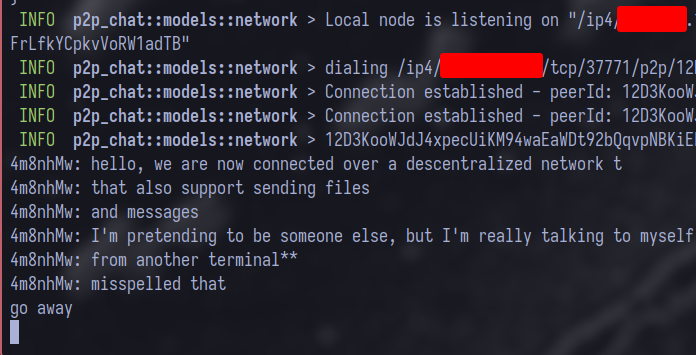 }
INFO p2p_chat::models::network > Local node is listening on "/ip4/
FrLfkYCpkvVoRW1adTB"
INFO p2p_chat::models::network > dialing /ip4/ /tcp/37771/p2p/12
INFO p2p_chat::models::network > Connection established - peerId: 12D3KooW
INFO p2p_chat::models::network > Connection established - peerId: 12D3KooW
INFO p2p_chat::models::network > 12D3KooWJdJ4xpecUiKM94waEaWDt92bQqvpNBKiE
4m8nhMw: hello, we are now connected over a descentralized network t
4m8nhMw: that also support sending files
4m8nhMw: and messages
4m8nhMw: I'm pretending to be someone else, but I'm really talking to myself
4m8nhMw: from another terminal**
4m8nhMw: misspelled that
go away